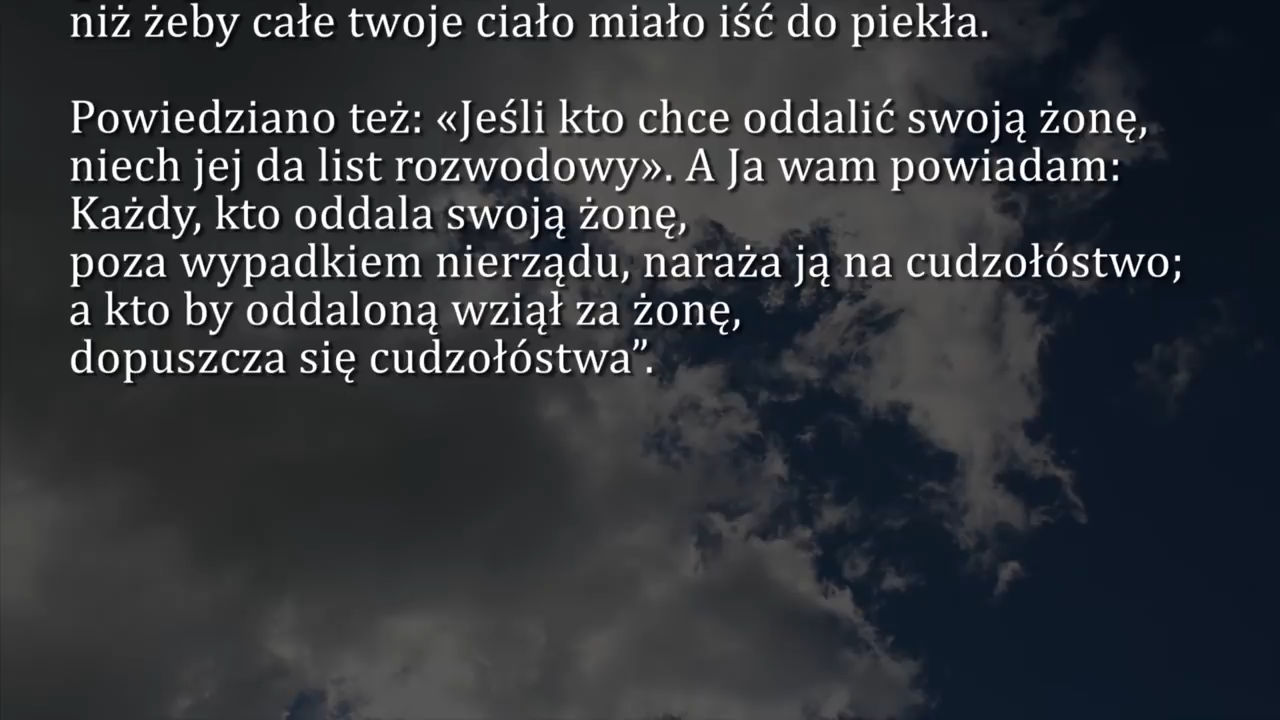 niż żeby całe twoje ciało miało iść do piekła.
Powiedziano też: «Jeśli kto chce oddalić swoją żonę,
niech jej da list rozwodowy». A Ja wam powiadam:
Każdy, kto oddala swoją żonę,
poza wypadkiem nierządu, naraża ją na cudzołóstwo;
a kto by oddaloną wziął za żonę,
dopuszcza się cudzołóstwa”.